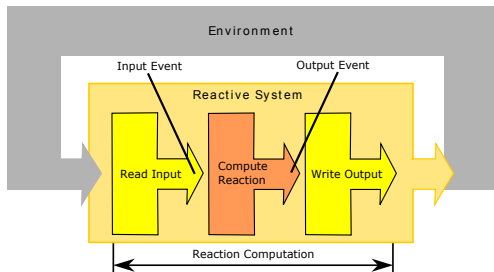 Environment
Input Event
Output Event
Reactive System
Read Input
Compute
Reaction
Write Output
Reaction Computation